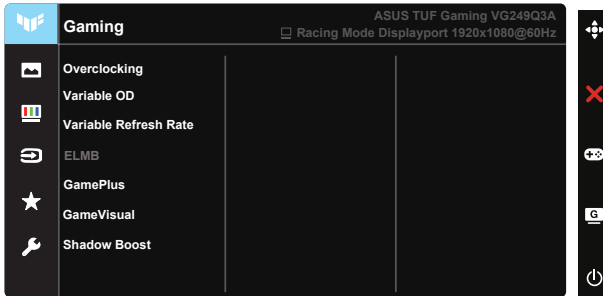 Gaming
ASUS TUF Gaming VG249Q3A
Racing Mode Displayport 1920x1080@60Hz
Overclocking
Variable OD
Variable Refresh Rate
ELMB
GamePlus
GameVisual
Shadow Boost
G